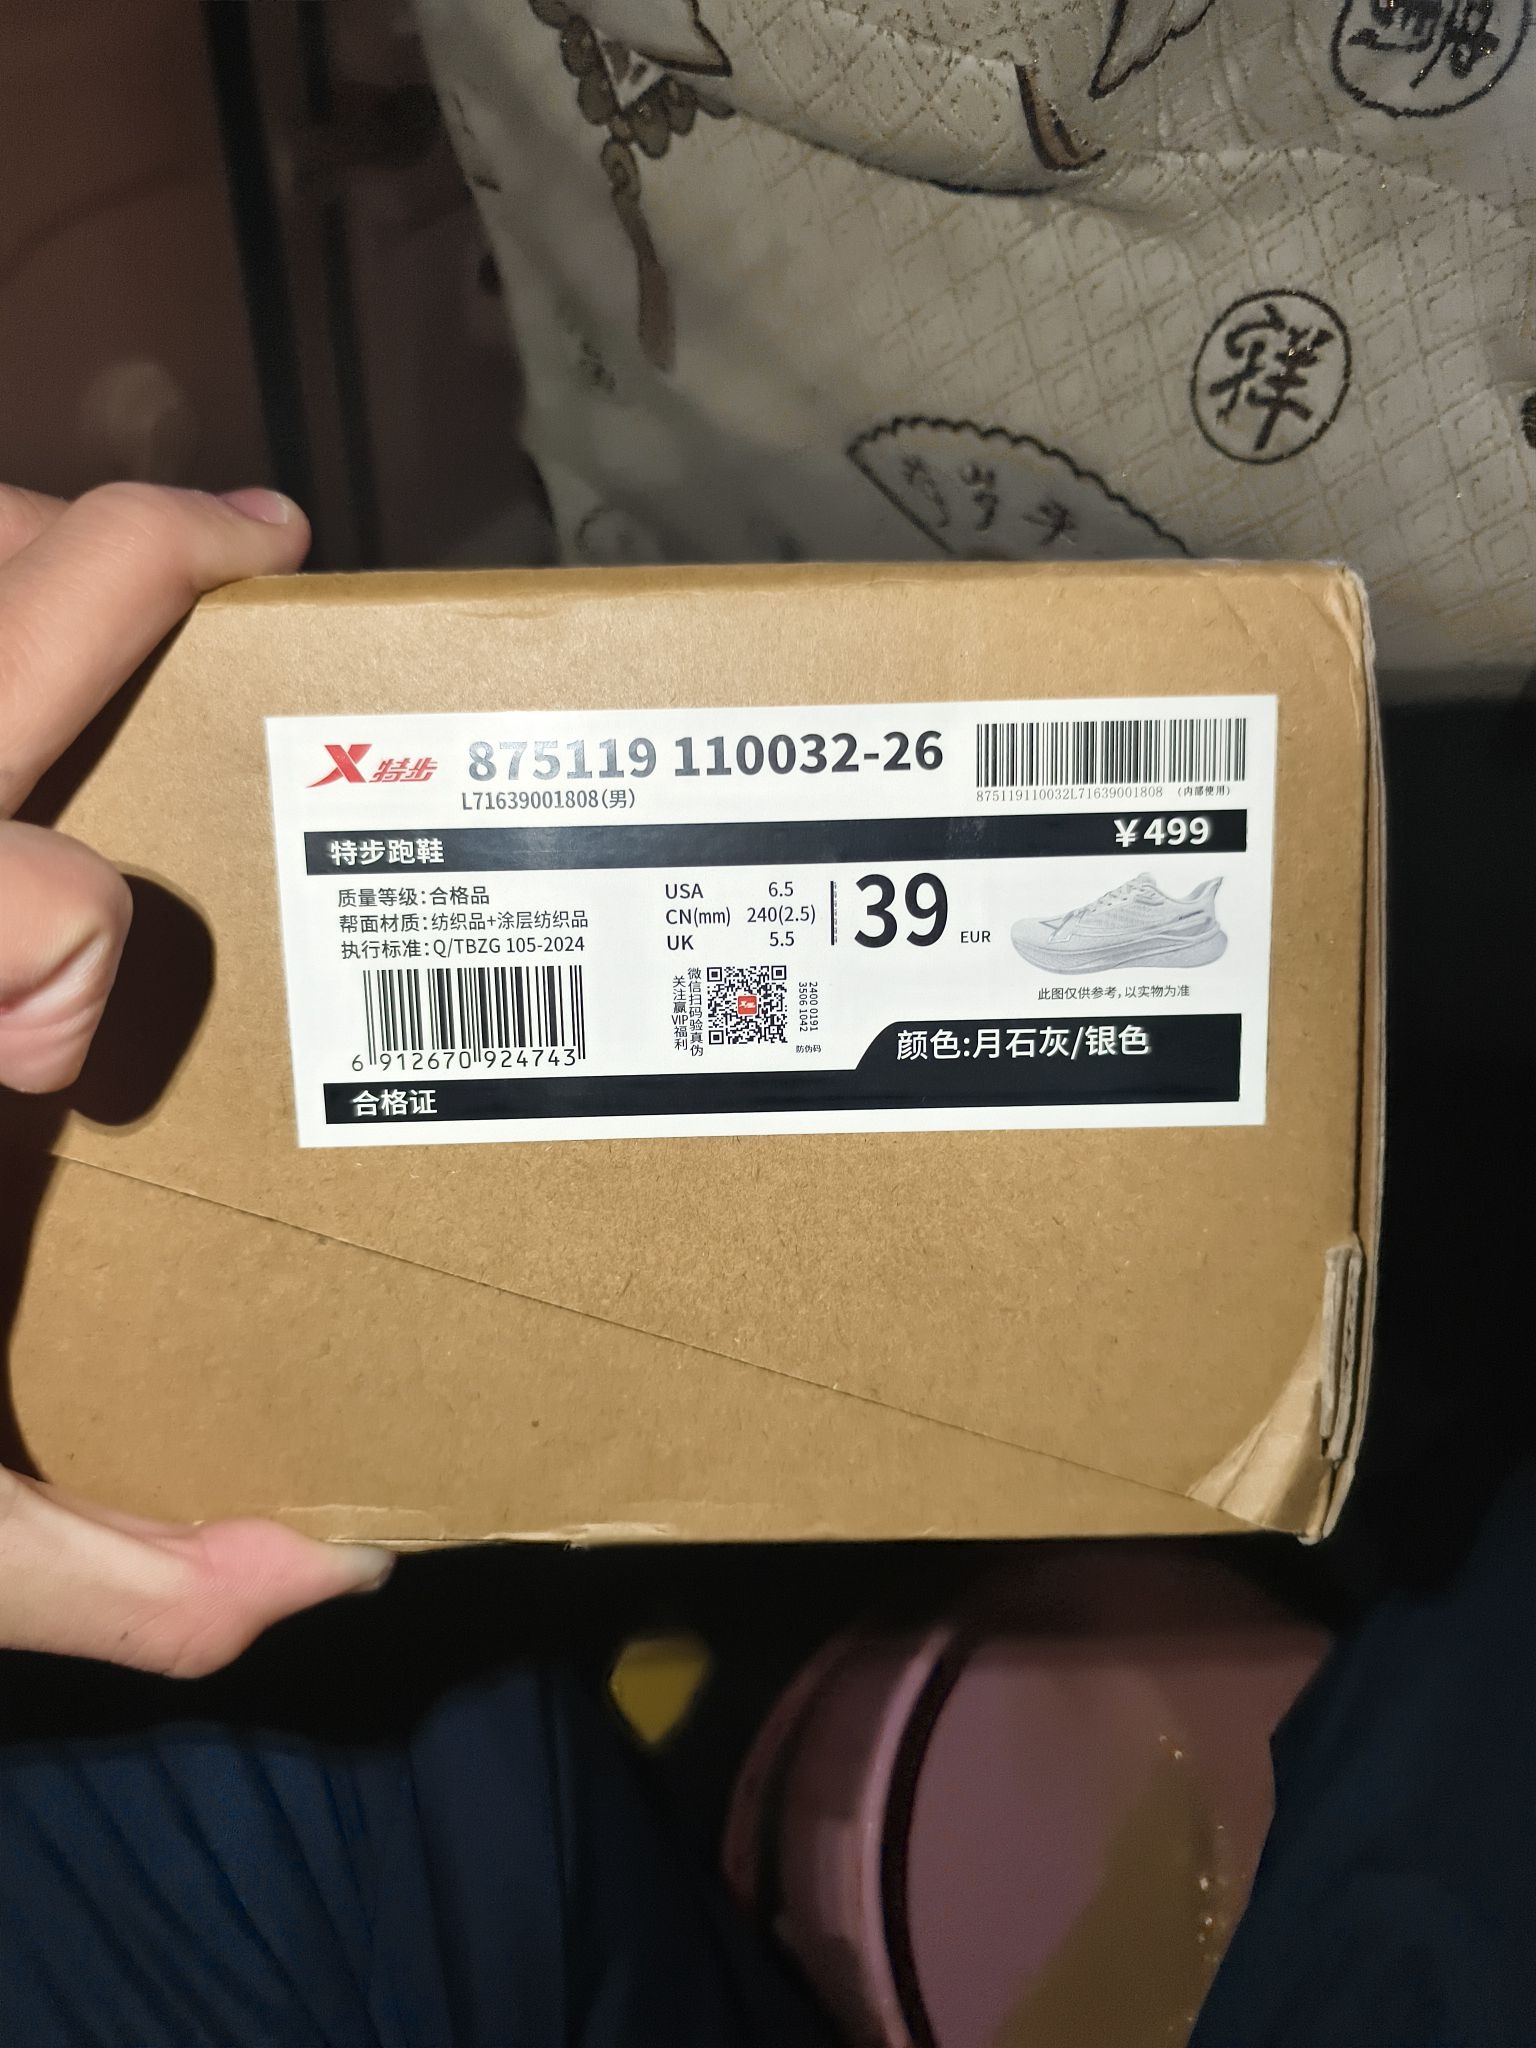 祥
特步 875119 110032-26
L71639001808(男)
875119110032L71639001808 (内部使用)
特步跑鞋 ¥499
质量等级:合格品
帮面材质:纺织品+涂层纺织品
执行标准:Q/TBZG 105-2024
6 912670 924743
USA 6.5
CN(mm) 240(2.5)
UK 5.5
39 EUR
此图仅供参考,以实物为准
微信扫码验真伪
关注赢VIP福利
2400 0191
3506 1042
防伪码
颜色:月石灰/银色
合格证